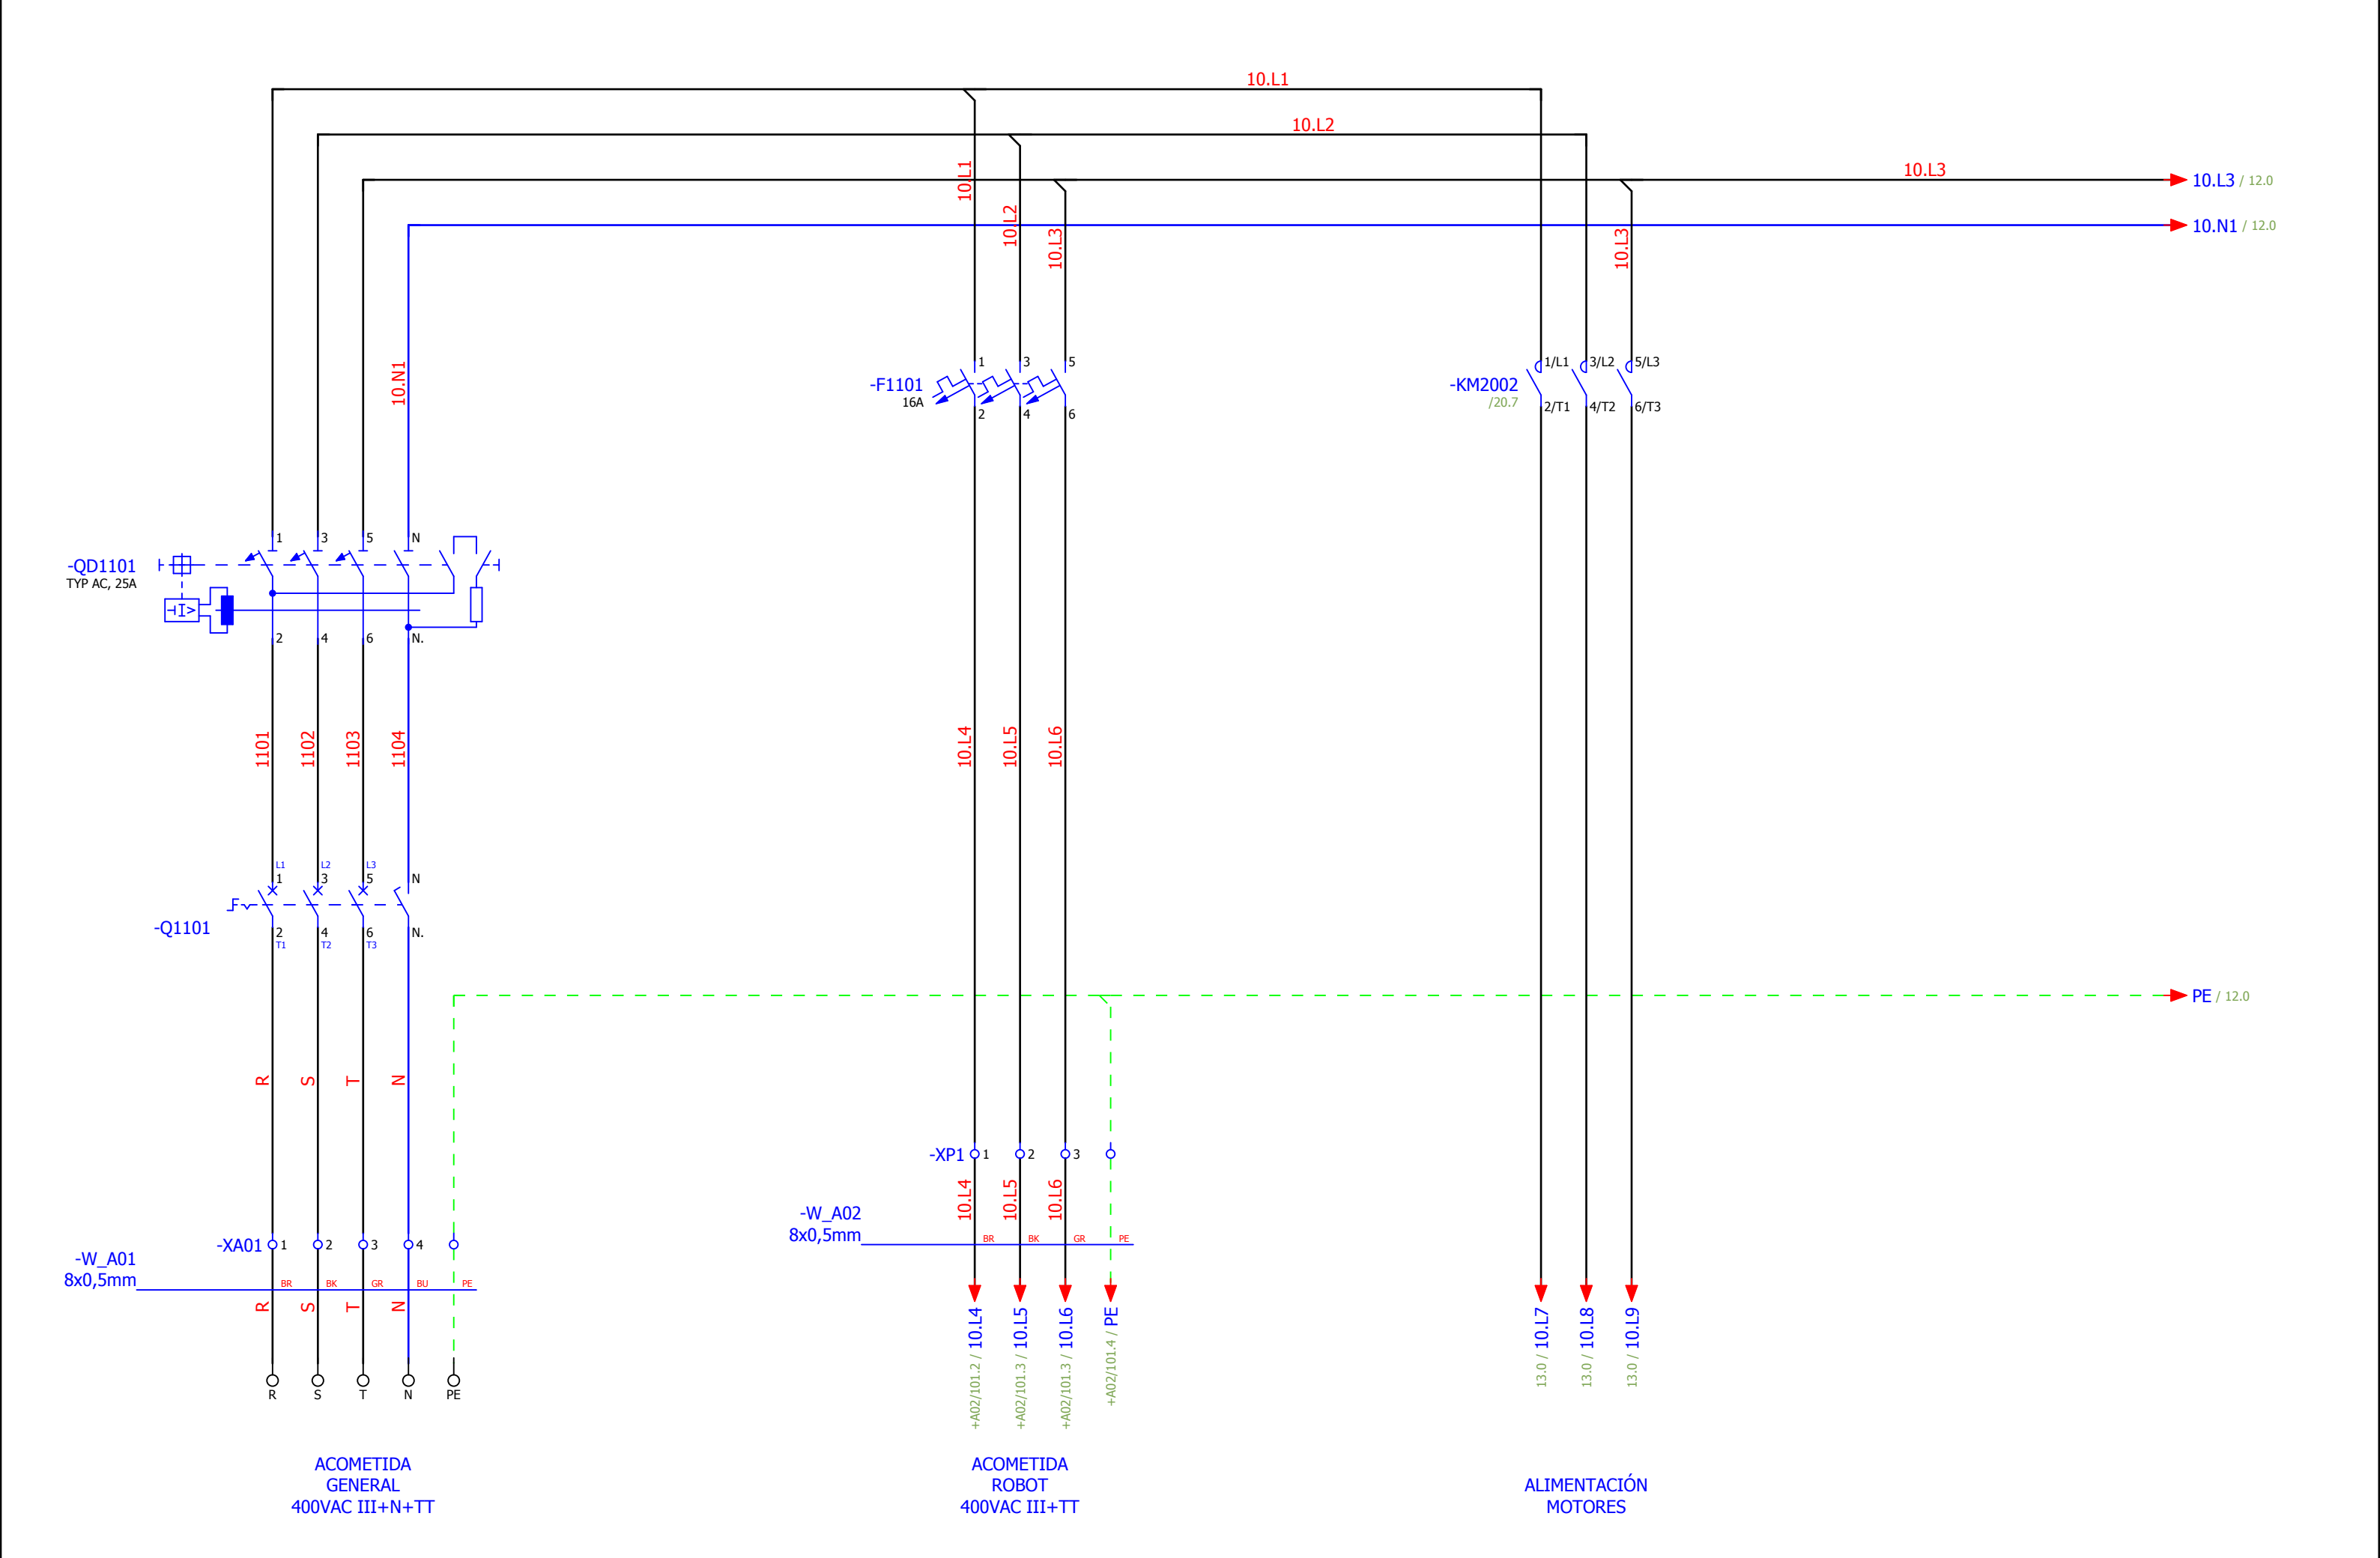 10.L1
10.L2
10.L3
10.L3 / 12.0
10.N1 / 12.0
10.L1
10.L2
10.L3
10.L3
10.N1
-F1101
16A
1
3
5
2
4
6
-KM2002
/20.7
1/L1
3/L2
5/L3
2/T1
4/T2
6/T3
-QD1101
TYP AC, 25A
1
3
5
N
I>
2
4
6
N.
1101
1102
1103
1104
10.L4
10.L5
10.L6
L1
L2
L3
1
3
5
N
-Q1101
2
4
6
N.
T1
T2
T3
PE / 12.0
R
S
T
N
-XP1
1
2
3
10.L4
10.L5
10.L6
-W_A02
8x0,5mm
BR
BK
GR
PE
-XA01
1
2
3
4
-W_A01
8x0,5mm
BR
BK
GR
BU
PE
R
S
T
N
R
S
T
N
PE
+A02/101.2 / 10.L4
+A02/101.3 / 10.L5
+A02/101.3 / 10.L6
+A02/101.4 / PE
13.0 / 10.L7
13.0 / 10.L8
13.0 / 10.L9
ACOMETIDA
GENERAL
400VAC III+N+TT
ACOMETIDA
ROBOT
400VAC III+TT
ALIMENTACIÓN
MOTORES